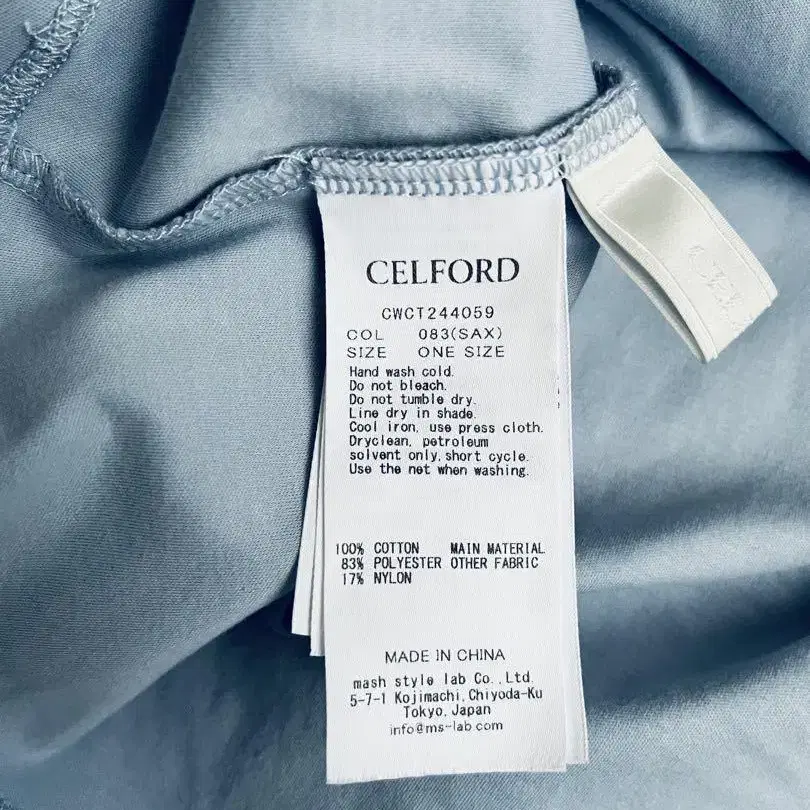 CELFORD
CWCT244059
COL 083(SAX)
SIZE ONE SIZE
Hand wash cold.
Do not bleach.
Do not tumble dry.
Line dry in shade.
Cool iron, use press cloth.
Dryclean, petroleum
solvent only, short cycle.
Use the net when washing.
100% COTTON MAIN MATERIAL
83% POLYESTER OTHER FABRIC
17% NYLON
MADE IN CHINA
mash style lab Co.,Ltd.
5-7-1 Kojimachi,Chiyoda-Ku
Tokyo,Japan
info@ms-lab.com